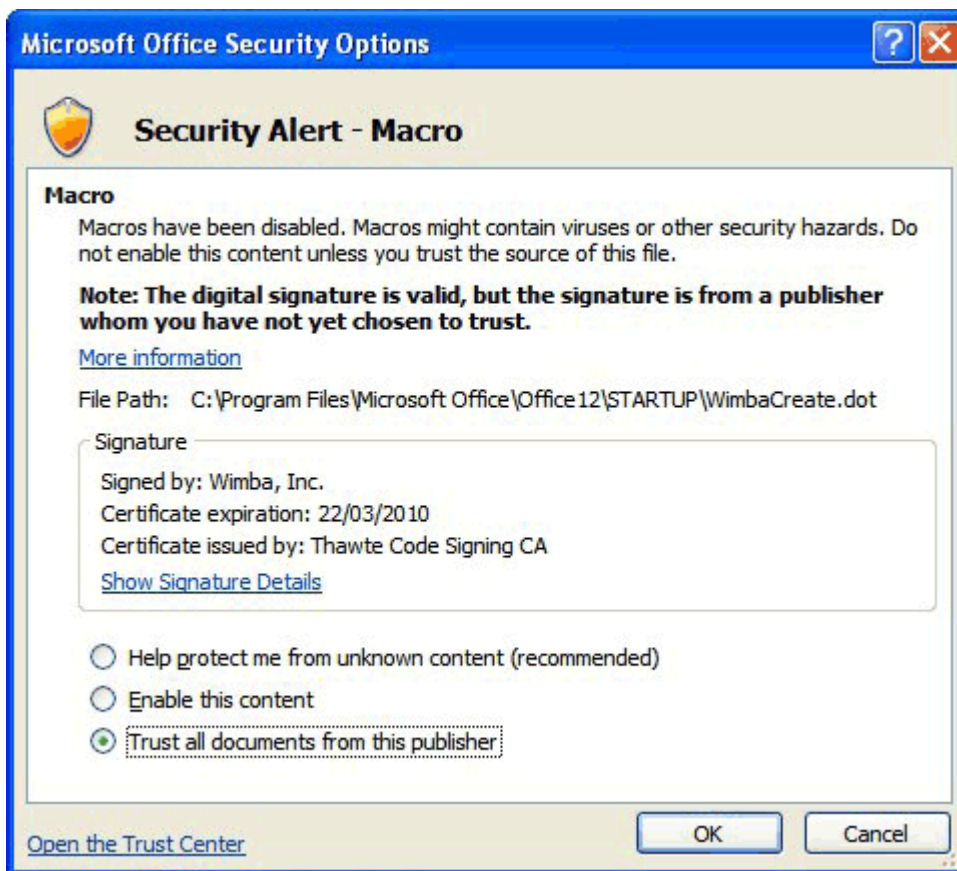 Microsoft Office Security Options
Security Alert - Macro
Macro
Macros have been disabled. Macros might contain viruses or other security hazards. Do
not enable this content unless you trust the source of this file.
Note: The digital signature is valid, but the signature is from a publisher
whom you have not yet chosen to trust.
More information
File Path: C:\Program Files\Microsoft Office\Office12\STARTUP\WimbaCreate.dot
Signature
Signed by: Wimba, Inc.
Certificate expiration: 22/03/2010
Certificate issued by: Thawte Code Signing CA
Show Signature Details
Help protect me from unknown content (recommended)
Enable this content
Trust all documents from this publisher
Open the Trust Center
OK
Cancel